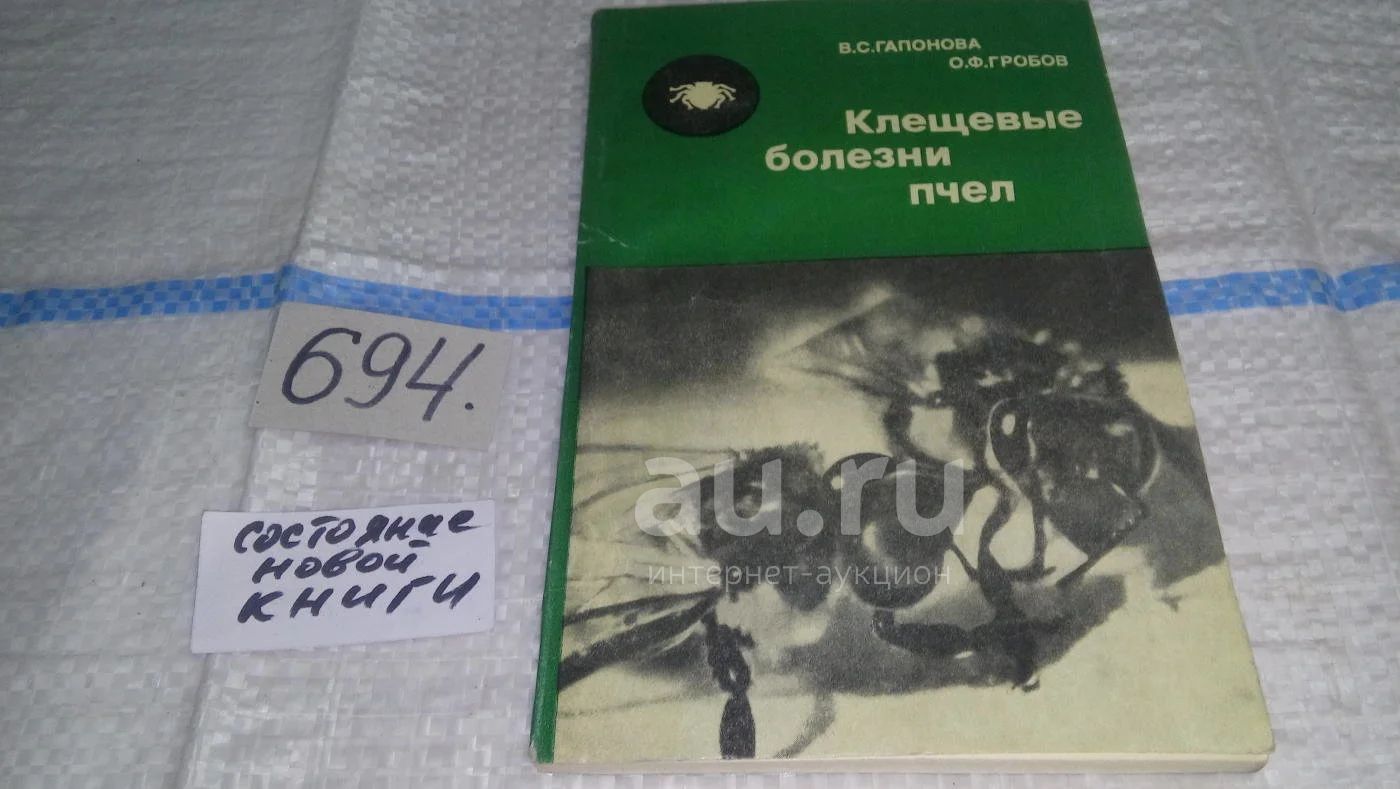 В.С.ГАПОНОВА
О.Ф.ГРОБОВ
Клещевые
болезни
пчел
694.
состояние
новой
книги
au.ru
интернет-аукцион